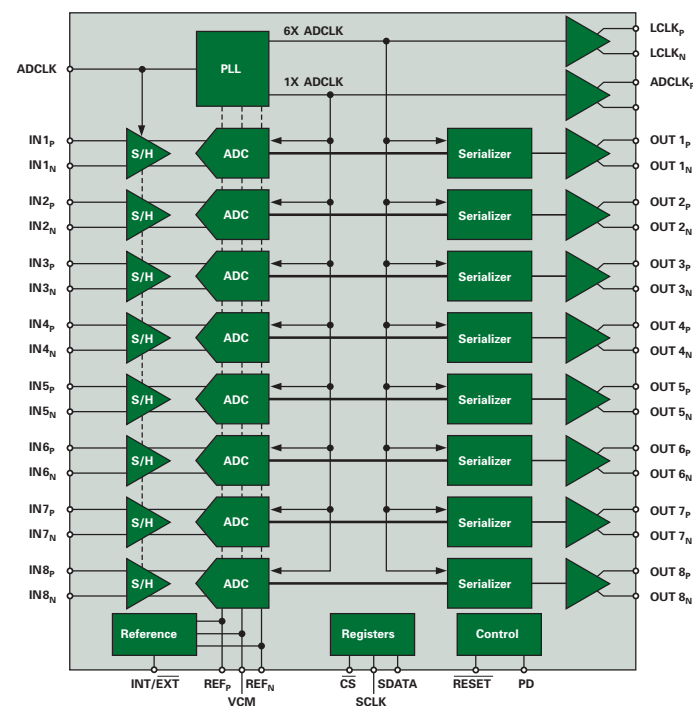 6X ADCLK
LCLKP
LCLKN
ADCLK
PLL
1X ADCLK
ADCLKP
IN1P
S/H
ADC
Serializer
OUT 1P
IN1N
OUT 1N
IN2P
S/H
ADC
Serializer
OUT 2P
IN2N
OUT 2N
IN3P
S/H
ADC
Serializer
OUT 3P
IN3N
OUT 3N
IN4P
S/H
ADC
Serializer
OUT 4P
IN4N
OUT 4N
IN5P
S/H
ADC
Serializer
OUT 5P
IN5N
OUT 5N
IN6P
S/H
ADC
Serializer
OUT 6P
IN6N
OUT 6N
IN7P
S/H
ADC
Serializer
OUT 7P
IN7N
OUT 7N
IN8P
S/H
ADC
Serializer
OUT 8P
IN8N
OUT 8N
Reference
Registers
Control
INT/EXT
REFP
REFN
CS
SDATA
RESET
PD
VCM
SCLK